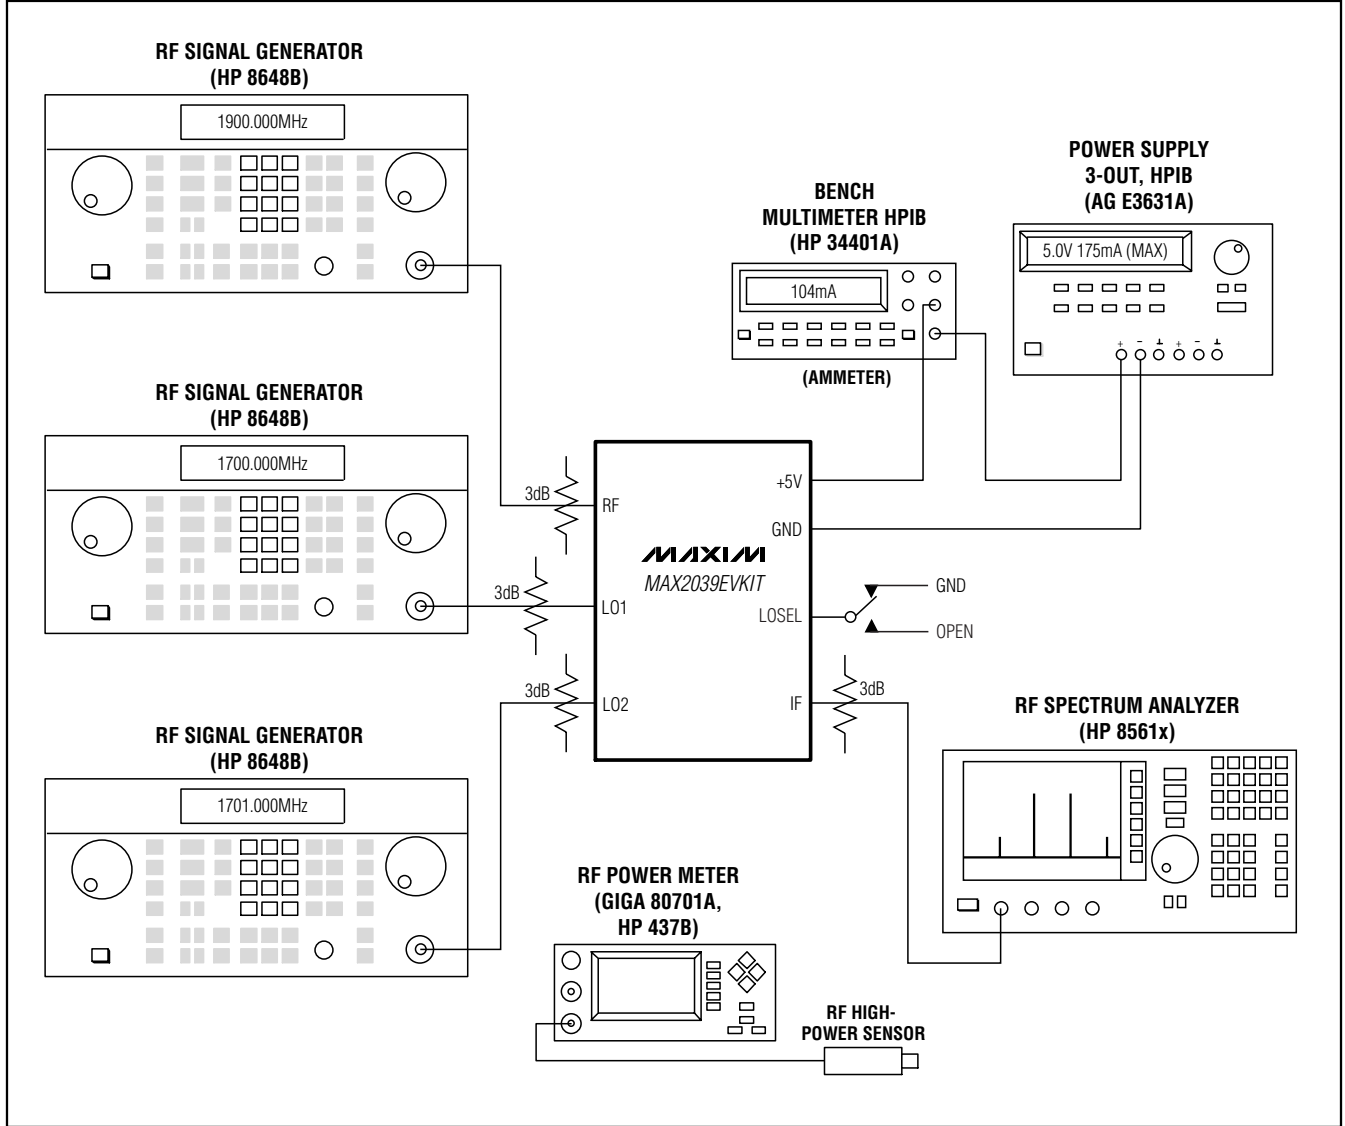 RF SIGNAL GENERATOR
(HP 8648B)
1900.000MHz
POWER SUPPLY
3-OUT, HPIB
(AG E3631A)
5.0V 175mA (MAX)
+ − ⊥ + − ⊥
BENCH
MULTIMETER HPIB
(HP 34401A)
104mA
(AMMETER)
RF SIGNAL GENERATOR
(HP 8648B)
1700.000MHz
3dB
RF
+5V
GND
MAXIM
MAX2039EVKIT
3dB
LO1
LOSEL
GND
OPEN
3dB
LO2
IF
3dB
RF SIGNAL GENERATOR
(HP 8648B)
1701.000MHz
RF SPECTRUM ANALYZER
(HP 8561x)
RF POWER METER
(GIGA 80701A,
HP 437B)
RF HIGH-
POWER SENSOR